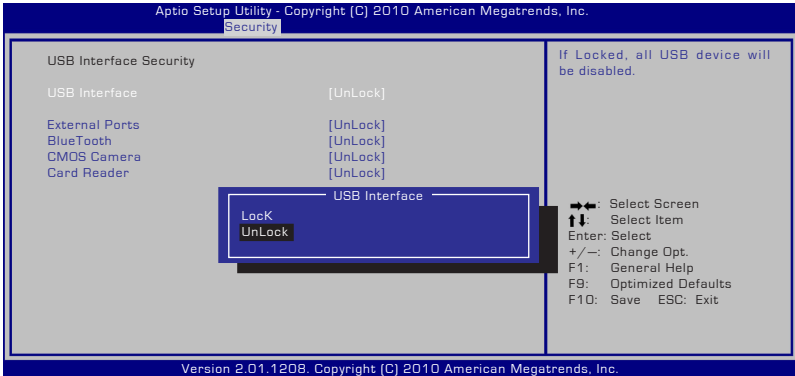 Aptio Setup Utility - Copyright (C) 2010 American Megatrends, Inc.
Security
USB Interface Security
USB Interface [UnLock]
External Ports [UnLock]
BlueTooth [UnLock]
CMOS Camera [UnLock]
Card Reader [UnLock]
USB Interface
LocK
UnLock
If Locked, all USB device will
be disabled.
→←: Select Screen
↑↓: Select Item
Enter: Select
+/—: Change Opt.
F1: General Help
F9: Optimized Defaults
F10: Save ESC: Exit
Version 2.01.1208. Copyright (C) 2010 American Megatrends, Inc.